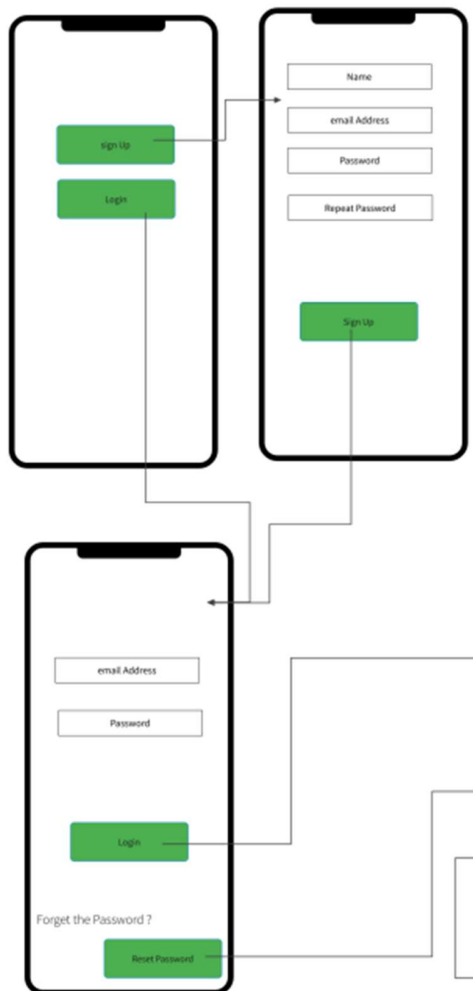 sign Up
Login
Name
email Address
Password
Repeat Password
Sign Up
email Address
Password
Login
Forget the Password ?
Reset Password